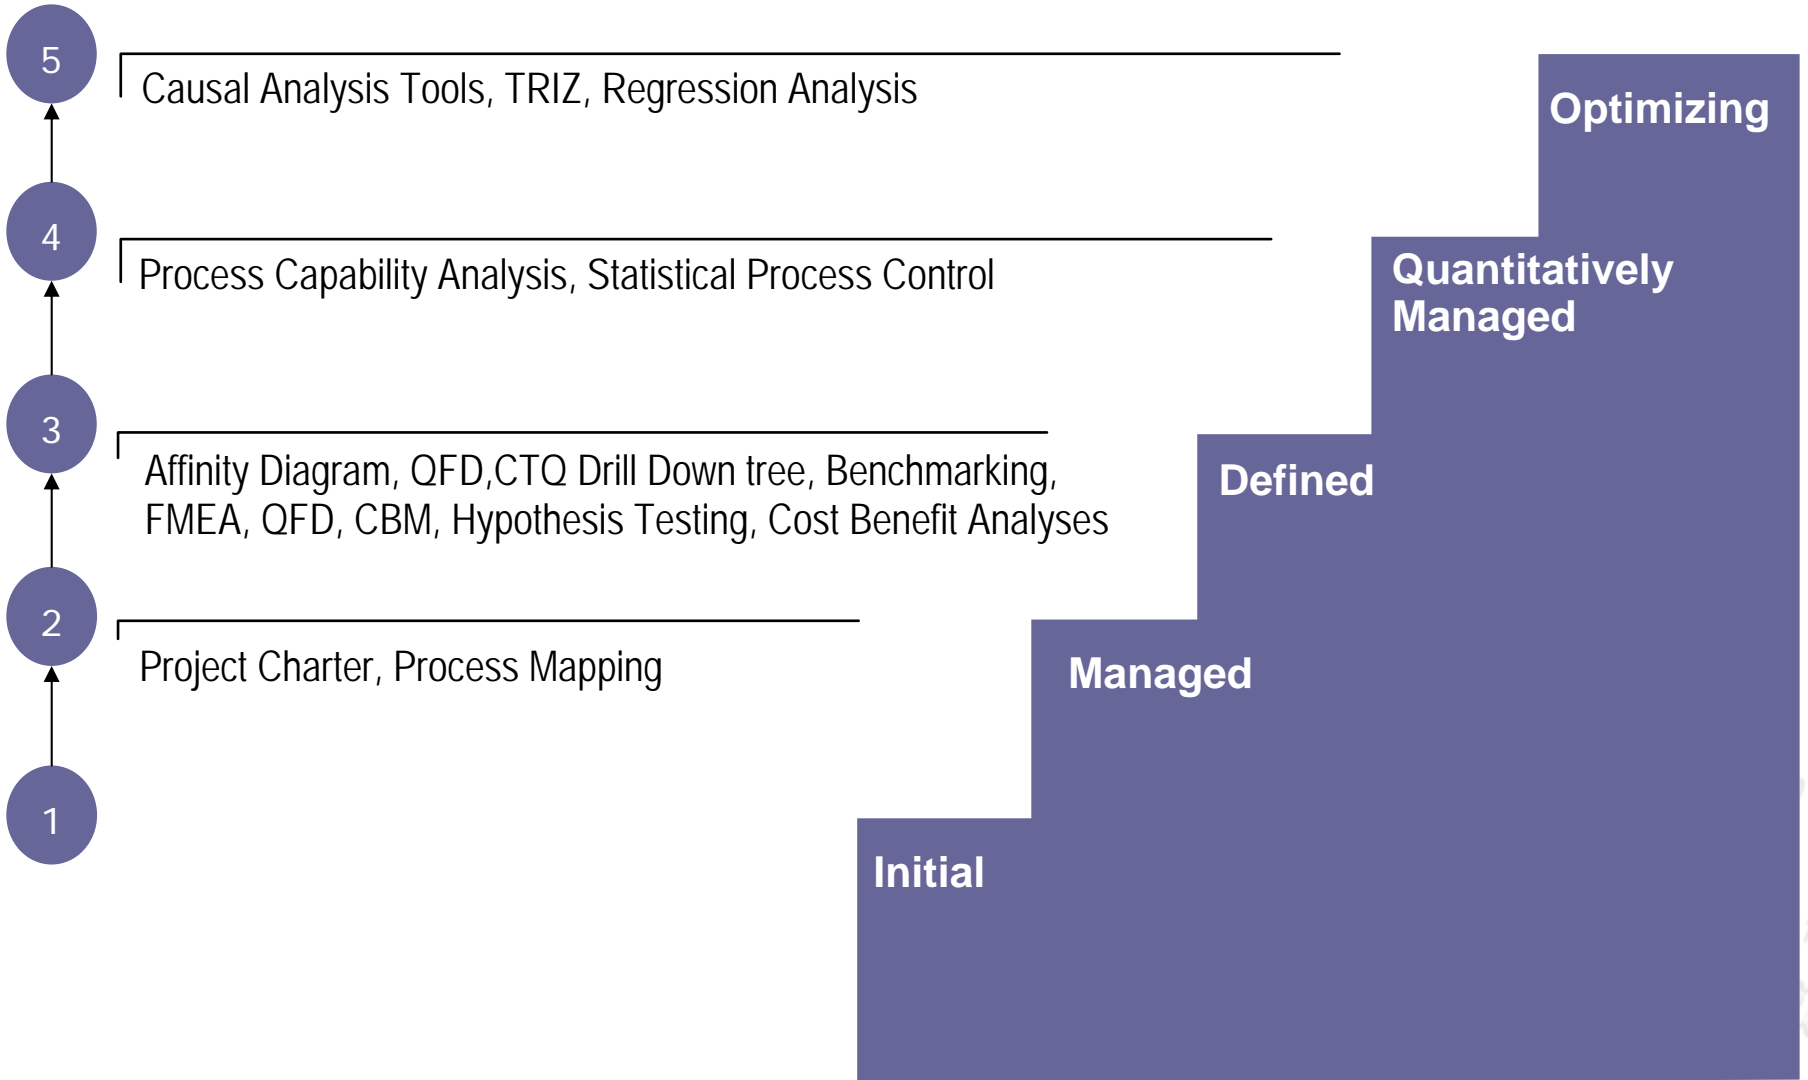 5
Causal Analysis Tools, TRIZ, Regression Analysis
Optimizing
4
Process Capability Analysis, Statistical Process Control
Quantitatively
Managed
3
Affinity Diagram, QFD,CTQ Drill Down tree, Benchmarking,
FMEA, QFD, CBM, Hypothesis Testing, Cost Benefit Analyses
Defined
2
Project Charter, Process Mapping
Managed
1
Initial